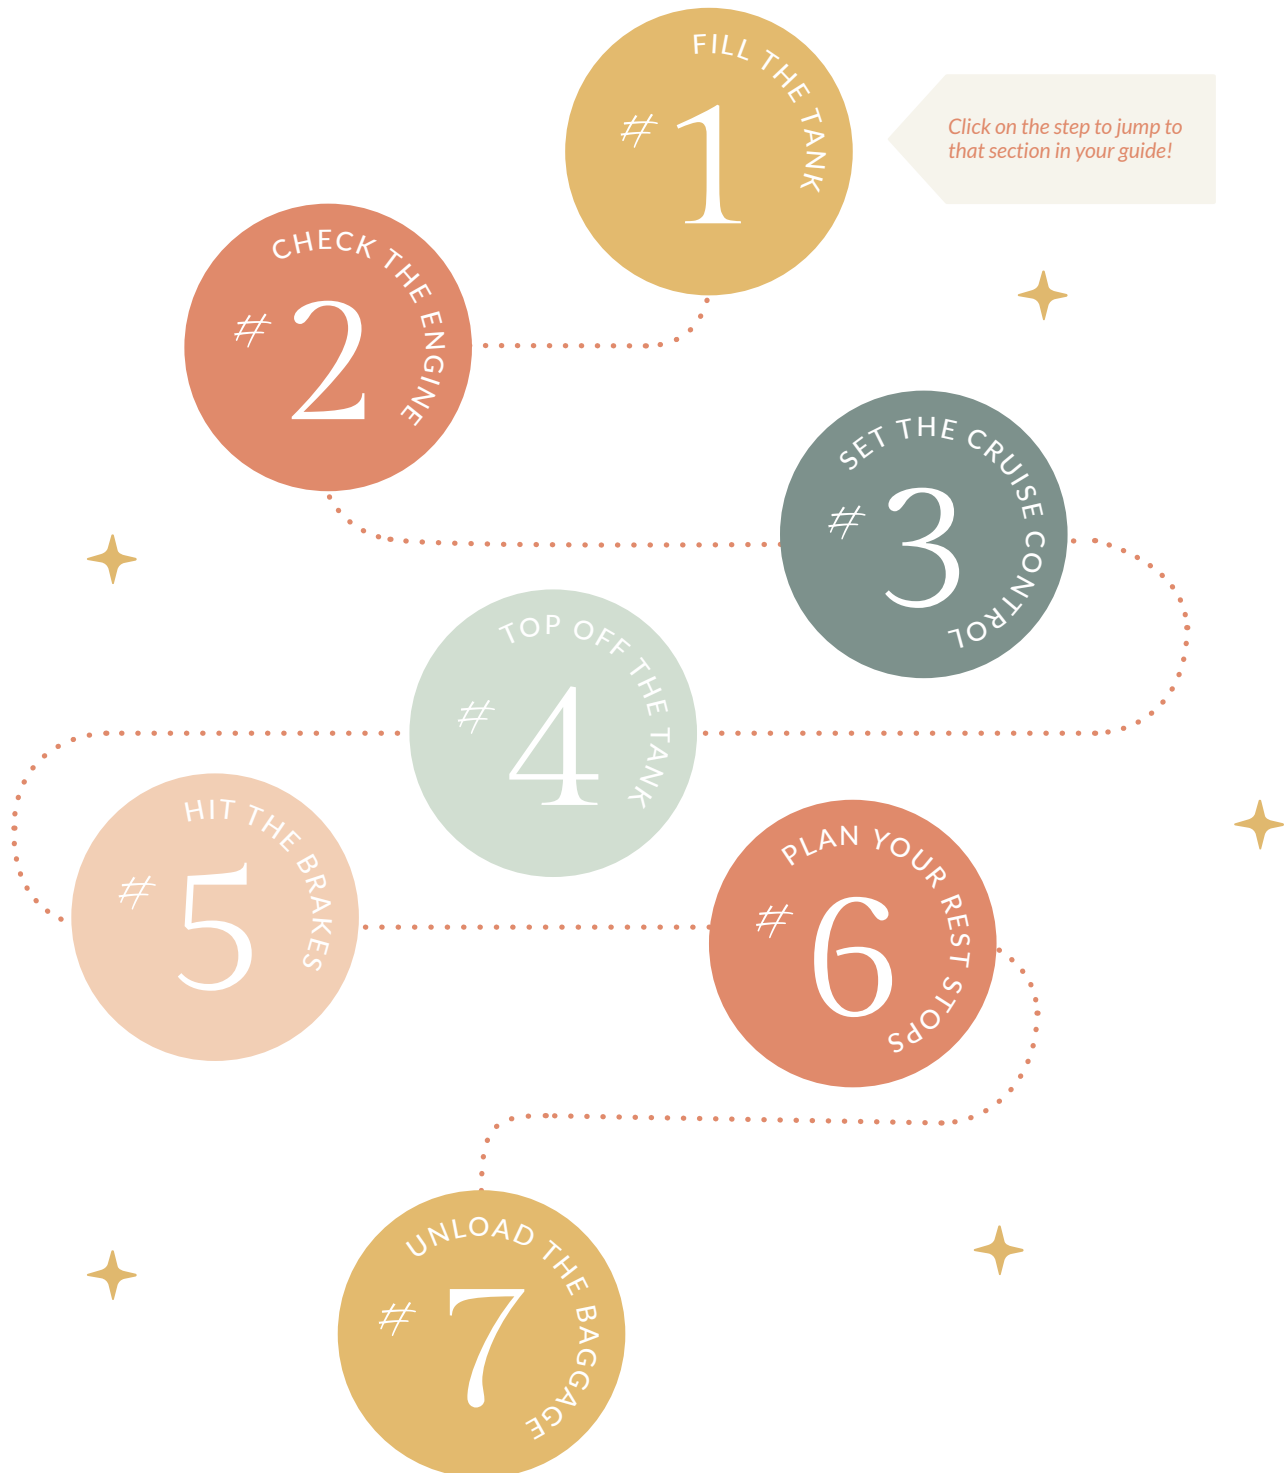 FILL THE TANK
#1
Click on the step to jump to
that section in your guide!
CHECK THE ENGINE
#2
SET THE CRUISE CONTROL
#3
TOP OFF THE TANK
#4
HIT THE BRAKES
#5
PLAN YOUR REST STOPS
#6
UNLOAD THE BAGGAGE
#7